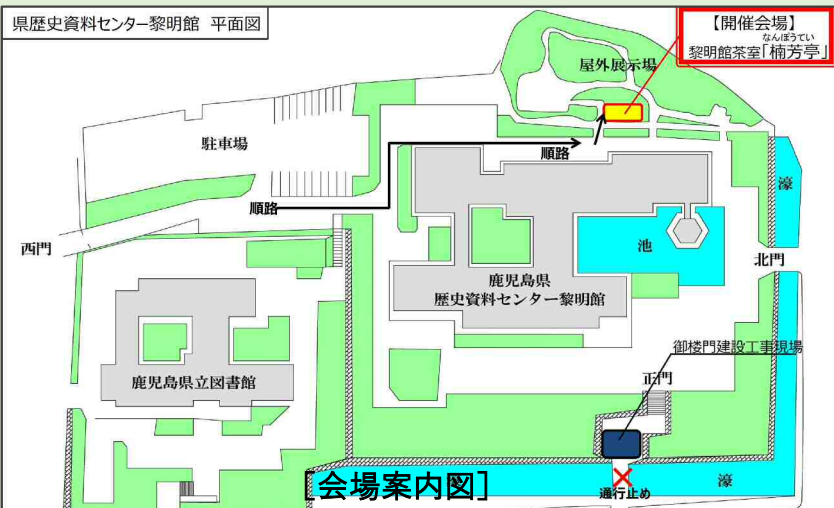 県歴史資料センター黎明館 平面図
【開催会場】
なんぽうてい
黎明館茶室「楠芳亭」
屋外展示場
駐車場
順路
順路
濠
西門
池
北門
鹿児島県
歴史資料センター黎明館
御楼門建設工事現場
鹿児島県立図書館
正門
[会場案内図]
濠
通行止め